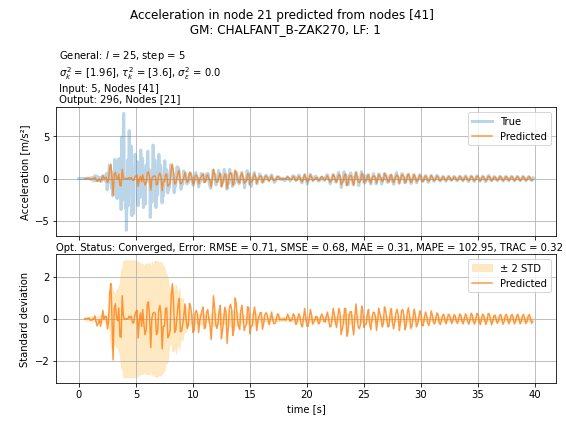 Acceleration in node 21 predicted from nodes [41]
GM: CHALFANT_B-ZAK270, LF: 1
General: l = 25, step = 5
σ²ₖ = [1.96], τ²ₖ = [3.6], σ²ε = 0.0
Input: 5, Nodes [41]
Output: 296, Nodes [21]
True
Predicted
5
0
−5
Acceleration [m/s²]
Opt. Status: Converged, Error: RMSE = 0.71, SMSE = 0.68, MAE = 0.31, MAPE = 102.95, TRAC = 0.32
± 2 STD
Predicted
2
0
−2
Standard deviation
0 5 10 15 20 25 30 35 40
time [s]